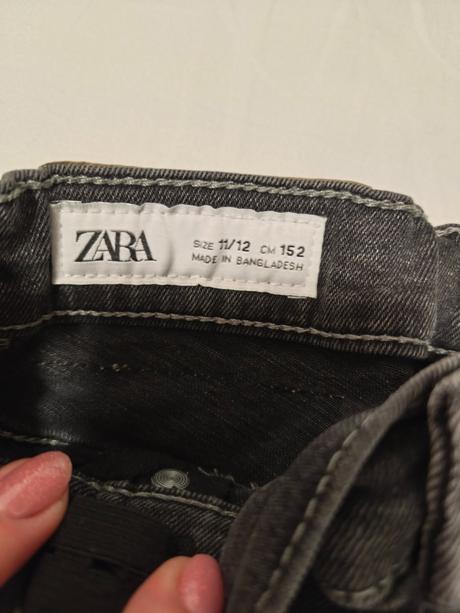 ZARA
SIZE 11/12 CM 152
MADE IN BANGLADESH